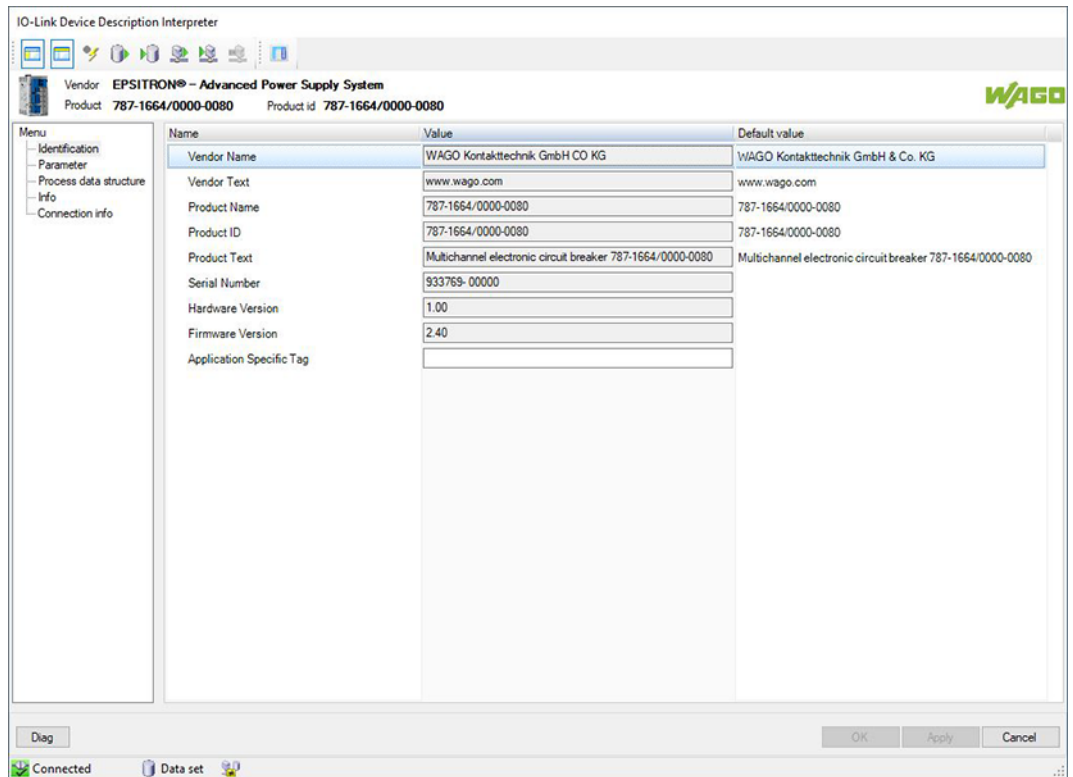 IO-Link Device Description Interpreter
Vendor EPSITRON® – Advanced Power Supply System
Product 787-1664/0000-0080 Product id 787-1664/0000-0080
WAGO
Menu
Identification
Parameter
Process data structure
Info
Connection info
Name Value Default value
Vendor Name WAGO Kontakttechnik GmbH CO KG WAGO Kontakttechnik GmbH & Co. KG
Vendor Text www.wago.com www.wago.com
Product Name 787-1664/0000-0080 787-1664/0000-0080
Product ID 787-1664/0000-0080 787-1664/0000-0080
Product Text Multichannel electronic circuit breaker 787-1664/0000-0080 Multichannel electronic circuit breaker 787-1664/0000-0080
Serial Number 933769- 00000
Hardware Version 1.00
Firmware Version 2.40
Application Specific Tag
Diag OK Apply Cancel
Connected Data set